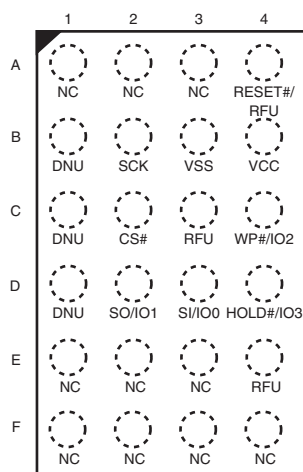 1 2 3 4
A
NC NC NC RESET#/
RFU
B
DNU SCK VSS VCC
C
DNU CS# RFU WP#/IO2
D
DNU SO/IO1 SI/IO0 HOLD#/IO3
E
NC NC NC RFU
F
NC NC NC NC